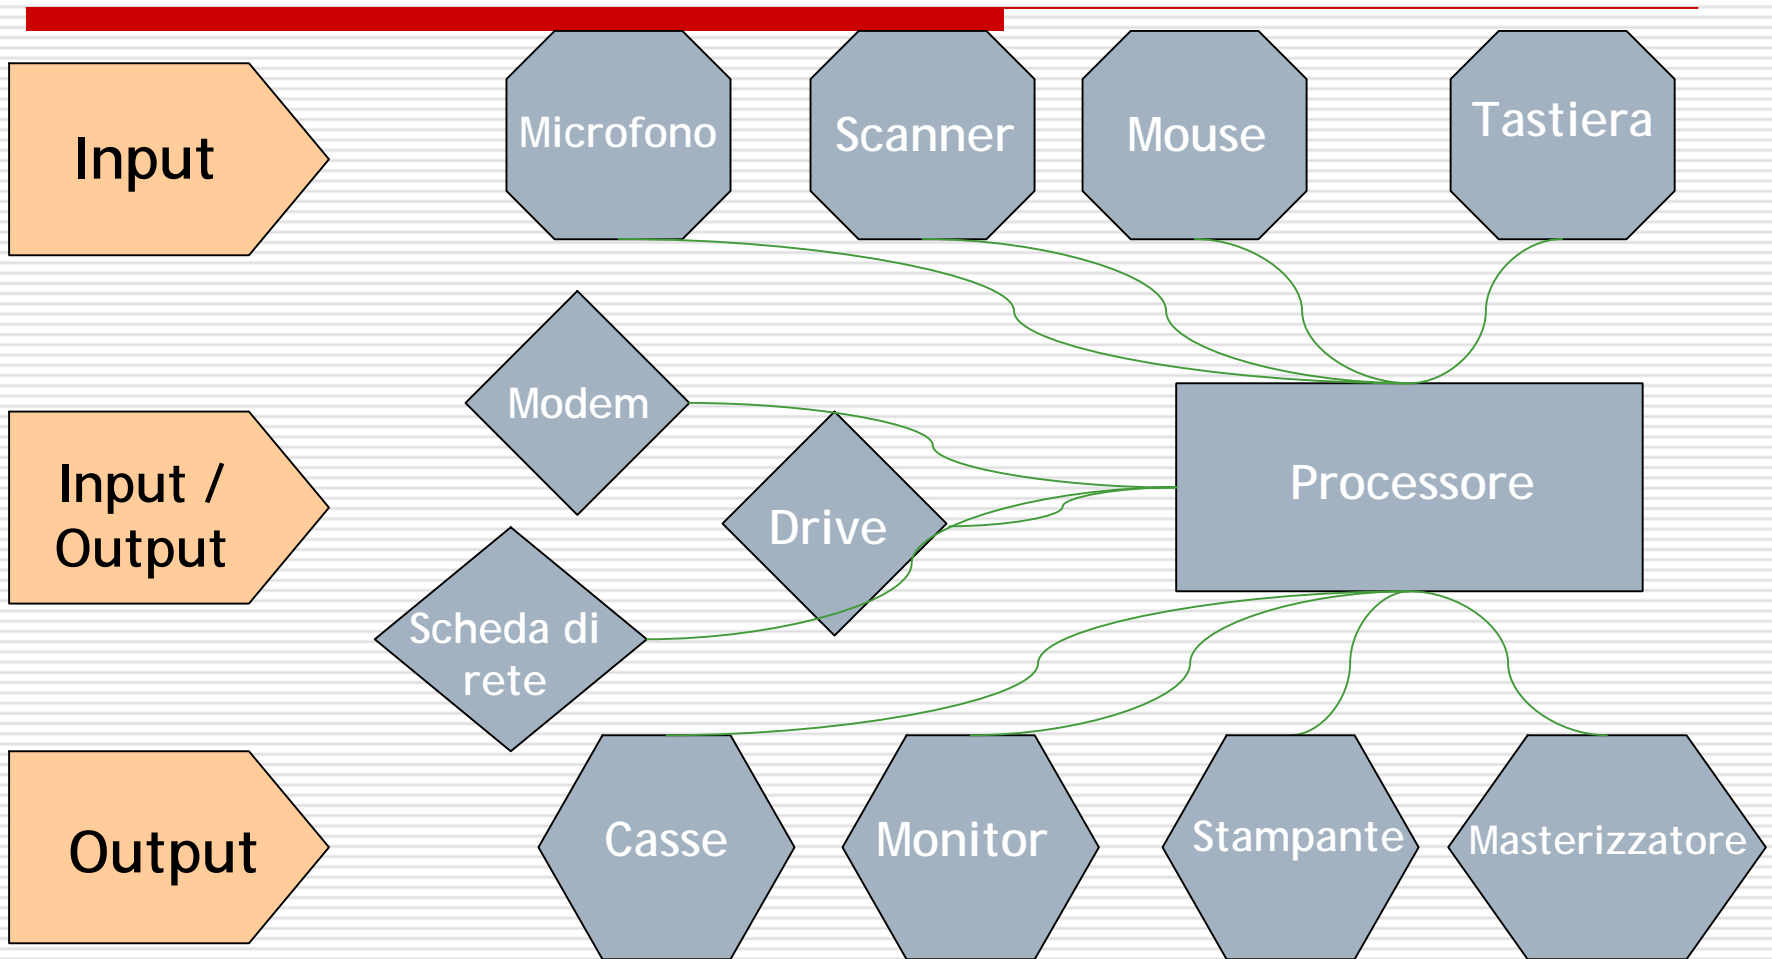 Input
Microfono
Scanner
Mouse
Tastiera
Input /
Output
Modem
Drive
Scheda di
rete
Processore
Output
Casse
Monitor
Stampante
Masterizzatore